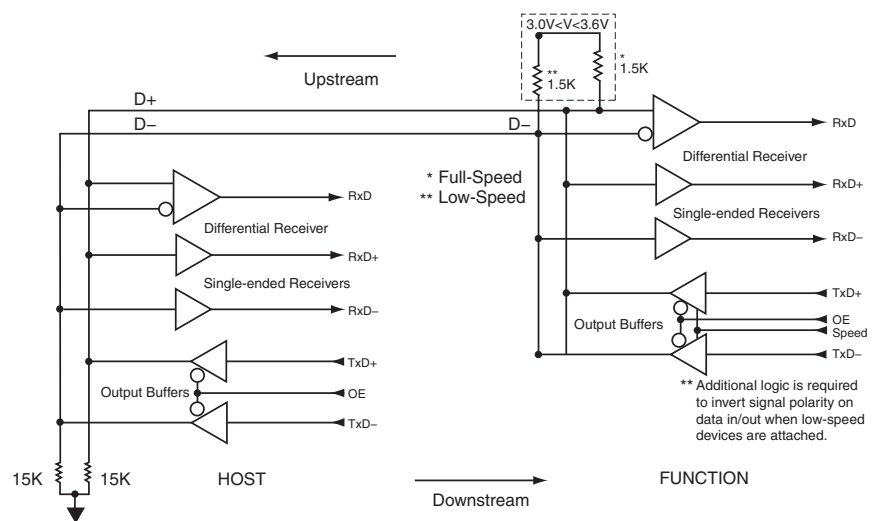 3.0V<V<3.6V
Upstream
**
1.5K
*
1.5K
D+
D−
D−
RxD
Differential Receiver
* Full-Speed
** Low-Speed
RxD+
Single-ended Receivers
RxD−
RxD
Differential Receiver
RxD+
Single-ended Receivers
RxD−
TxD+
Output Buffers
OE
Speed
TxD−
TxD+
Output Buffers
OE
TxD−
** Additional logic is required
to invert signal polarity on
data in/out when low-speed
devices are attached.
15K
15K
HOST
Downstream
FUNCTION